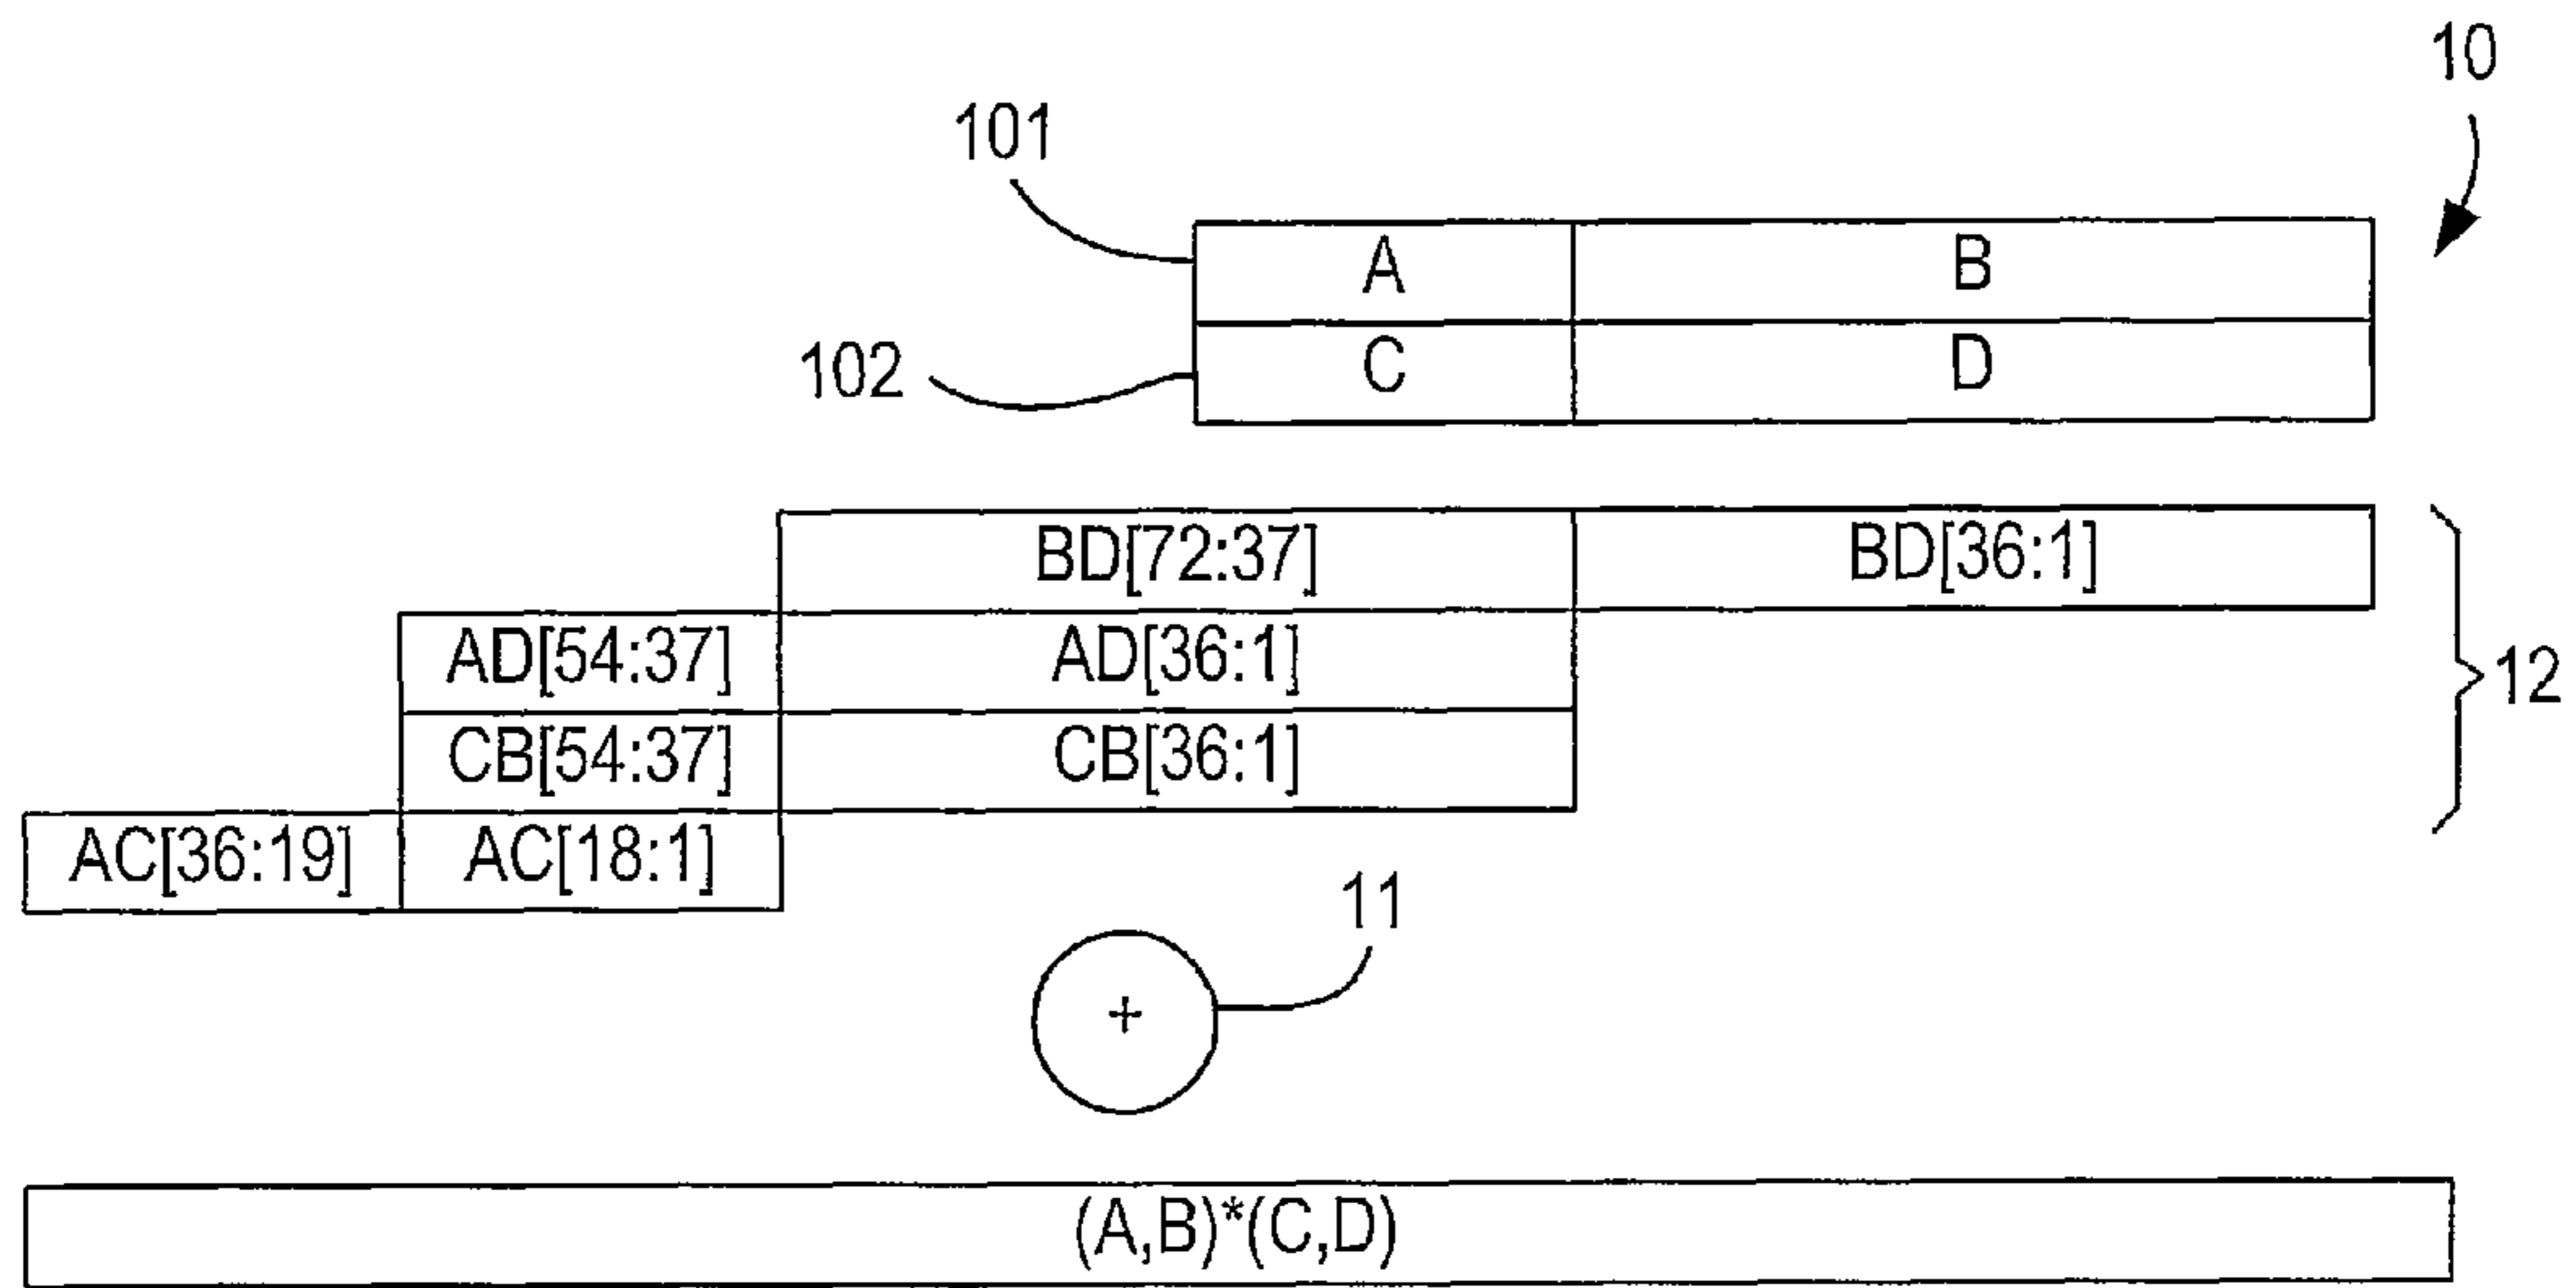 10
101
A B
102 C D
BD[72:37] BD[36:1]
AD[54:37] AD[36:1]
12
CB[54:37] CB[36:1]
AC[36:19] AC[18:1]
11
+
(A,B)*(C,D)